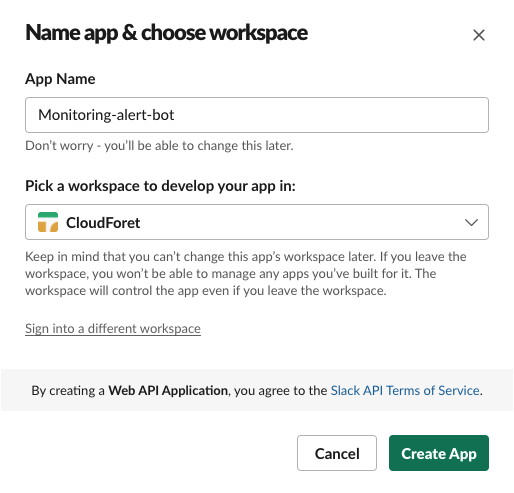 Name app & choose workspace
App Name
Monitoring-alert-bot
Don't worry - you'll be able to change this later.
Pick a workspace to develop your app in:
CloudForet
Keep in mind that you can't change this app's workspace later. If you leave the
workspace, you won't be able to manage any apps you've built for it. The
workspace will control the app even if you leave the workspace.
Sign into a different workspace
By creating a Web API Application, you agree to the Slack API Terms of Service.
Cancel
Create App